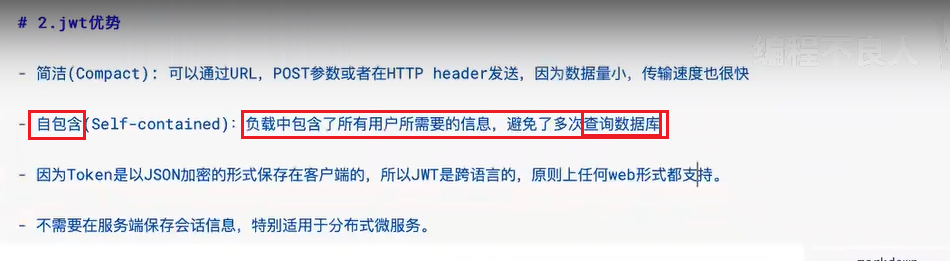 # 2.jwt优势
编程不良人
- 简洁(Compact): 可以通过URL，POST参数或者在HTTP header发送，因为数据量小，传输速度也很快
- 自包含(Self-contained): 负载中包含了所有用户所需要的信息，避免了多次查询数据库
- 因为Token是以JSON加密的形式保存在客户端的，所以JWT是跨语言的，原则上任何web形式都支持。
- 不需要在服务端保存会话信息，特别适用于分布式微服务。